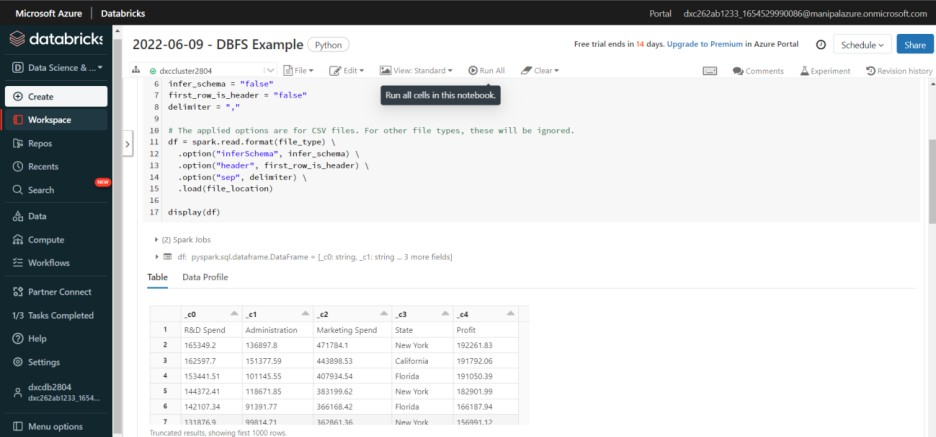 Microsoft Azure | Databricks
Portal dxc262ab1233_1654529990086@manipalazure.onmicrosoft.com
databricks
2022-06-09 - DBFS Example Python
Free trial ends in 14 days. Upgrade to Premium in Azure Portal
Schedule
Share
Data Science & ...
dxccluster2804
File
Edit
View: Standard
Run All
Clear
Comments
Experiment
Revision history
Run all cells in this notebook.
Create
Workspace
Repos
Recents
Search
NEW
Data
Compute
Workflows
Partner Connect
1/3 Tasks Completed
Help
Settings
dxcdb2804
dxc262ab1233_1654...
Menu options
6 infer_schema = "false"
7 first_row_is_header = "false"
8 delimiter = ","
9
10 # The applied options are for CSV files. For other file types, these will be ignored.
11 df = spark.read.format(file_type) \
12 .option("inferSchema", infer_schema) \
13 .option("header", first_row_is_header) \
14 .option("sep", delimiter) \
15 .load(file_location)
16
17 display(df)
(2) Spark Jobs
df: pyspark.sql.dataframe.DataFrame = [_c0: string, _c1: string ... 3 more fields]
Table Data Profile
_c0 _c1 _c2 _c3 _c4
1 R&D Spend Administration Marketing Spend State Profit
2 165349.2 136897.8 471784.1 New York 192261.83
3 162597.7 151377.59 443898.53 California 191792.06
4 153441.51 101145.55 407934.54 Florida 191050.39
5 144372.41 118671.85 383199.62 New York 182901.99
6 142107.34 91391.77 366168.42 Florida 166187.94
7 131876.9 99814.71 362861.36 New York 156991.12
Truncated results, showing first 1000 rows.